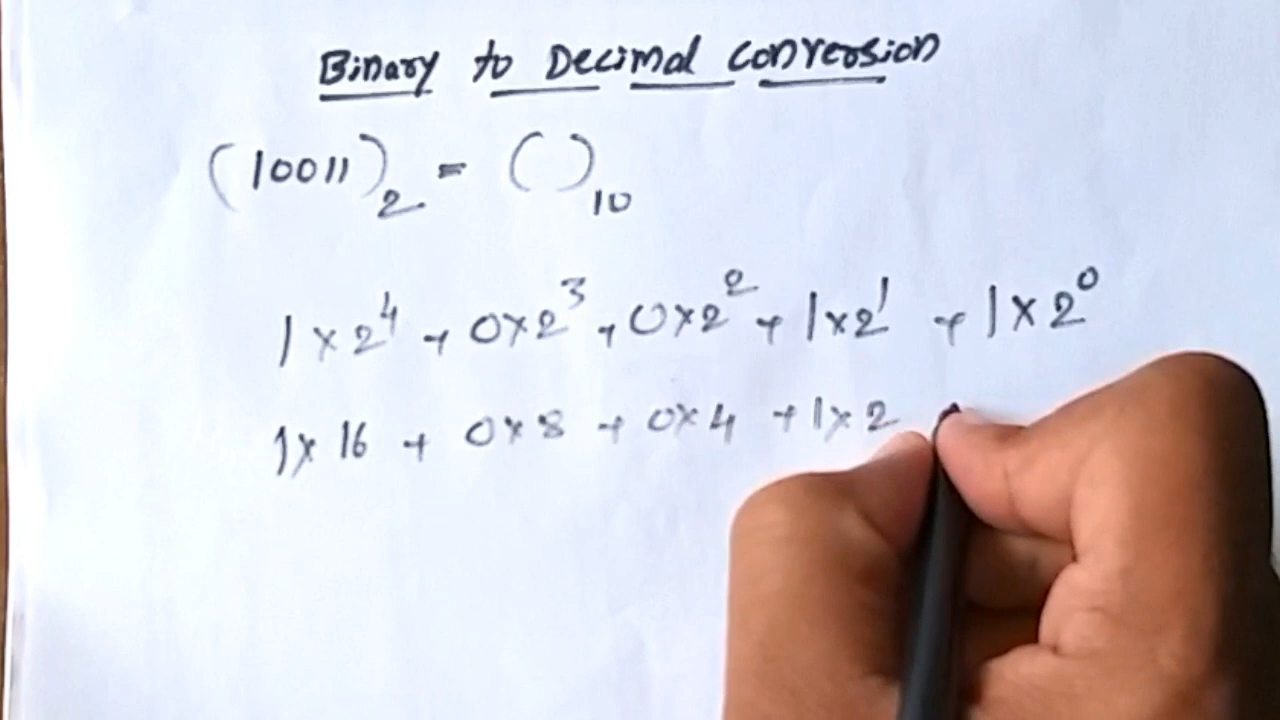 Binary to Decimal conversion
(10011)₂ = ( )₁₀
1 × 2⁴ + 0×2³ + 0×2² + 1×2¹ + 1×2⁰
1× 16 + 0×8 + 0×4 + 1×2